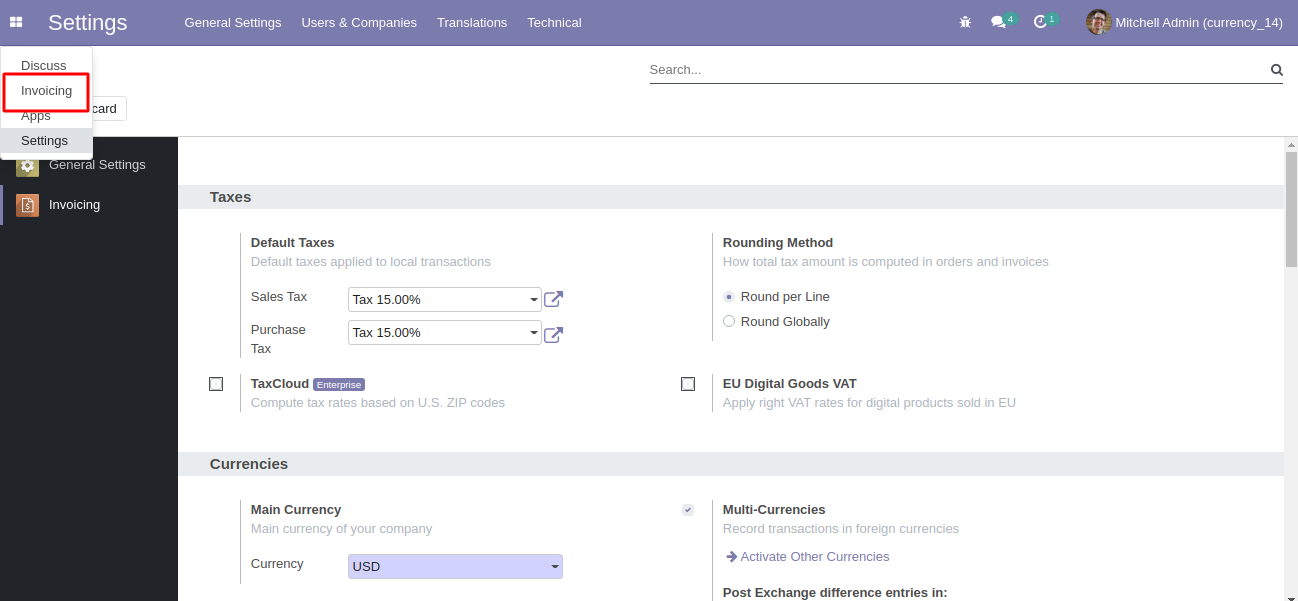 Settings
General Settings
Users & Companies
Translations
Technical
4
1
Mitchell Admin (currency_14)
Discuss
Invoicing
Apps
Settings
card
Search...
General Settings
Invoicing
Taxes
Default Taxes
Default taxes applied to local transactions
Sales Tax
Tax 15.00%
Purchase
Tax
Tax 15.00%
Rounding Method
How total tax amount is computed in orders and invoices
Round per Line
Round Globally
TaxCloud Enterprise
Compute tax rates based on U.S. ZIP codes
EU Digital Goods VAT
Apply right VAT rates for digital products sold in EU
Currencies
Main Currency
Main currency of your company
Currency
USD
Multi-Currencies
Record transactions in foreign currencies
Activate Other Currencies
Post Exchange difference entries in: